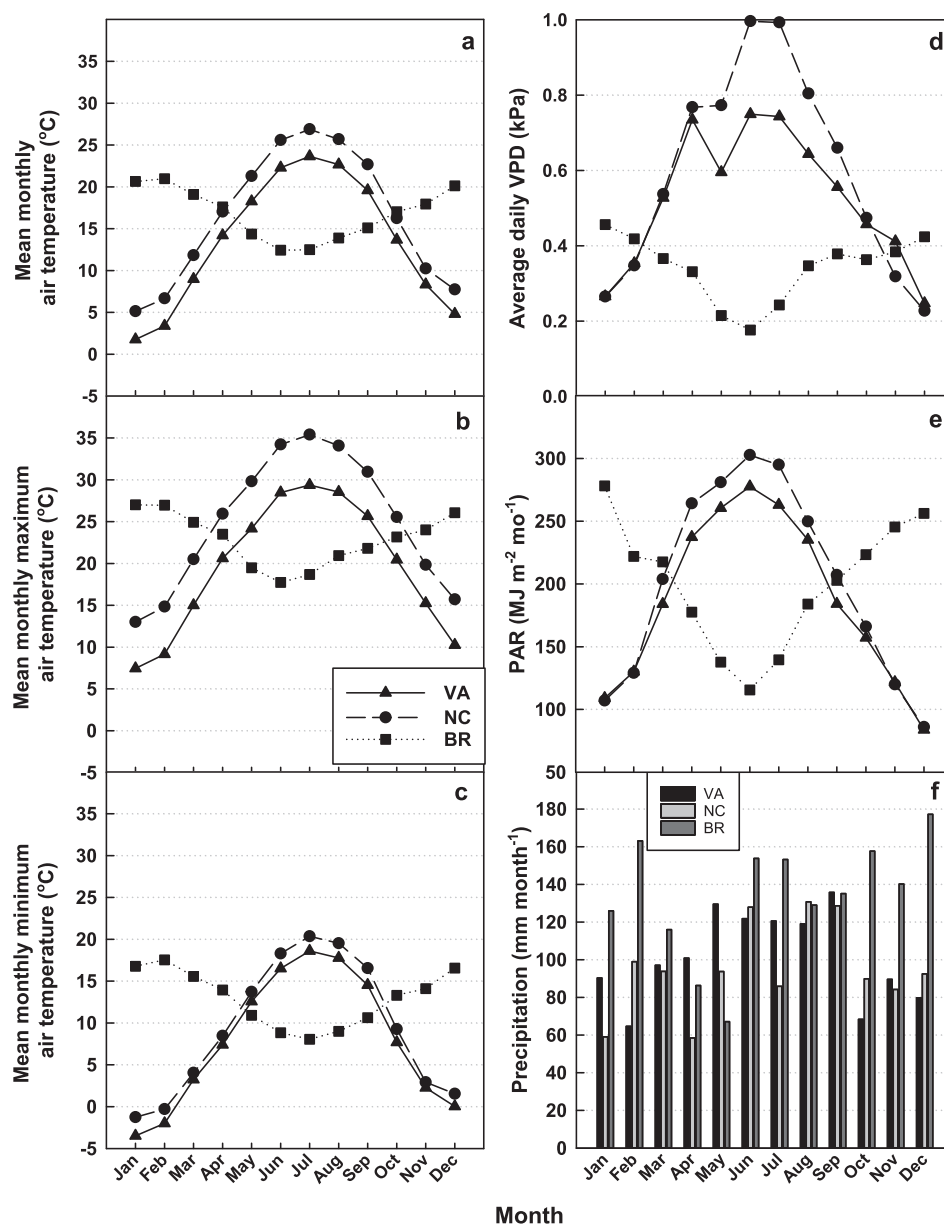 a
35
30
25
20
15
10
5
0
-5
Mean monthly
air temperature (°C)
b
35
30
25
20
15
10
5
0
-5
Mean monthly maximum
air temperature (°C)
VA
NC
BR
c
35
30
25
20
15
10
5
0
-5
Mean monthly minimum
air temperature (°C)
Jan Feb Mar Apr May Jun Jul Aug Sep Oct Nov Dec
d
1.0
0.8
0.6
0.4
0.2
0.0
Average daily VPD (kPa)
e
300
250
200
150
100
50
PAR (MJ m-2 mo-1)
f
VA
NC
BR
180
160
140
120
100
80
60
40
20
0
Precipitation (mm month-1)
Jan Feb Mar Apr May Jun Jul Aug Sep Oct Nov Dec
Month